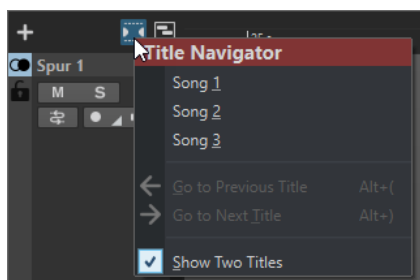 Title Navigator
Spur 1
Song 1
M S
Song 2
Song 3
Go to Previous Title Alt+(
Go to Next Title Alt+)
Show Two Titles